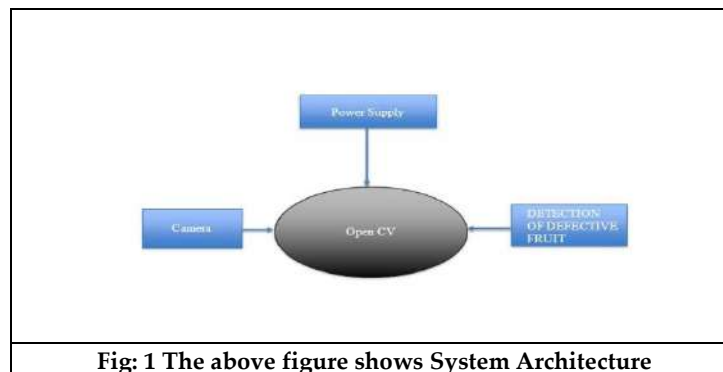 Power Supply
Camera
Open CV
DETECTION
OF DEFECTIVE
FRUIT
Fig: 1 The above figure shows System Architecture